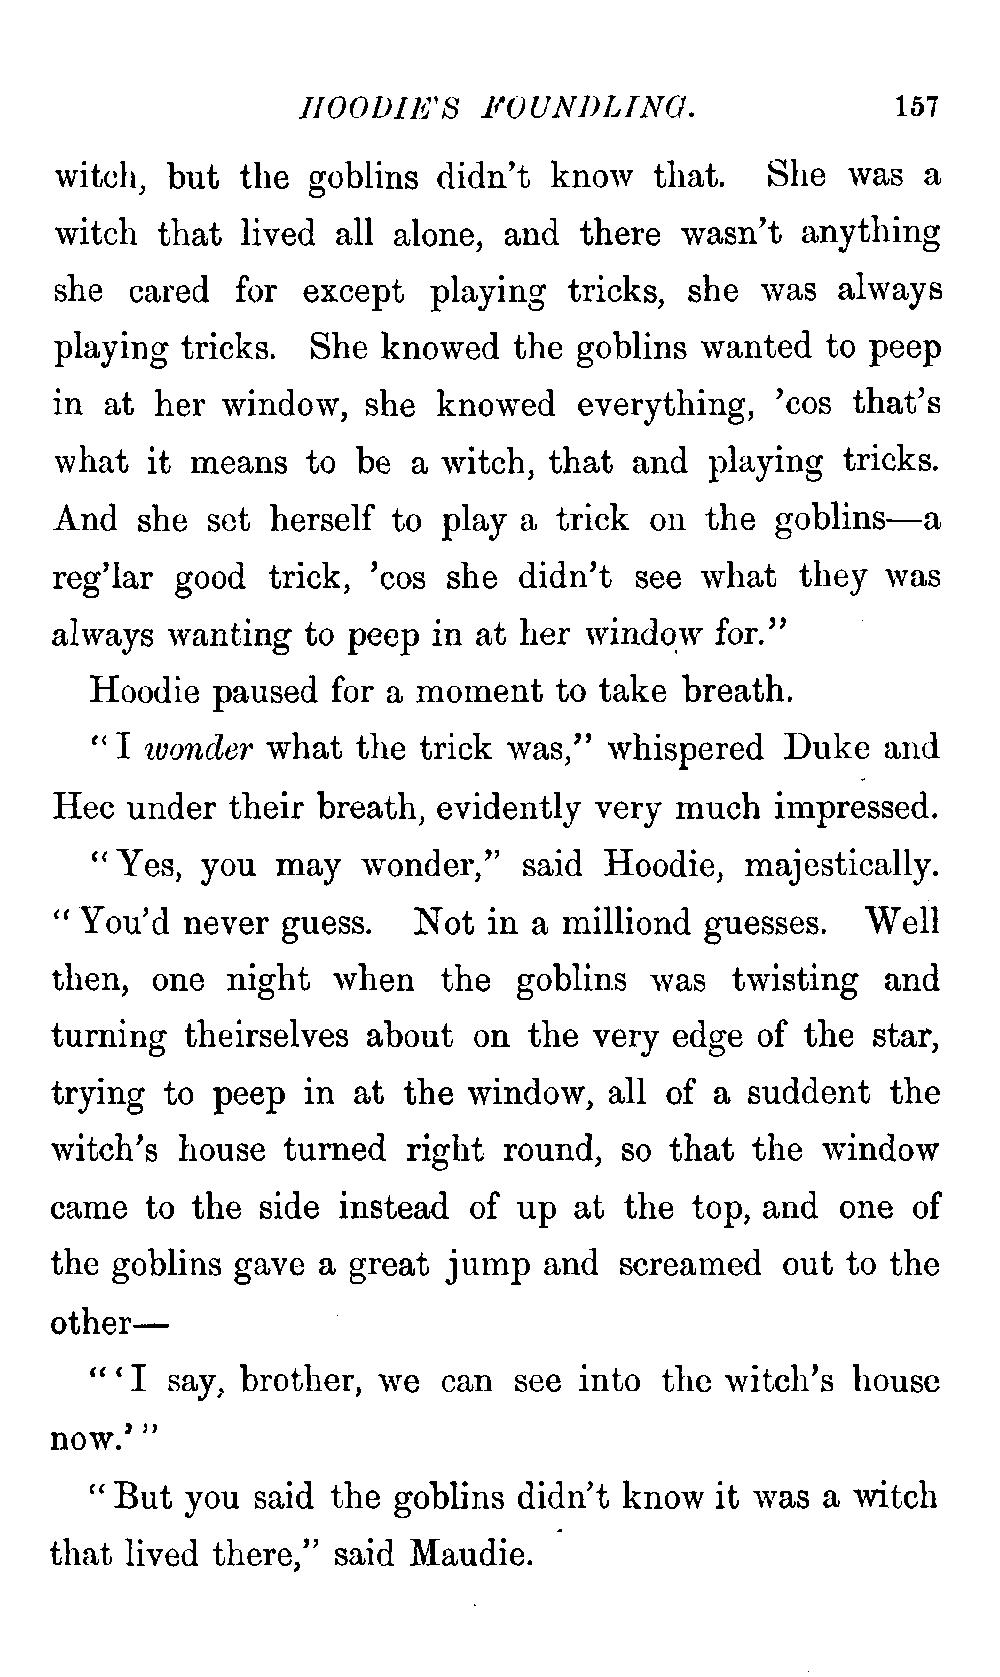 HOODIE'S FOUNDLING. 157
witch, but the goblins didn't know that. She was a
witch that lived all alone, and there wasn't anything
she cared for except playing tricks, she was always
playing tricks. She knowed the goblins wanted to peep
in at her window, she knowed everything, 'cos that's
what it means to be a witch, that and playing tricks.
And she set herself to play a trick on the goblins—a
reg'lar good trick, 'cos she didn't see what they was
always wanting to peep in at her window for."
Hoodie paused for a moment to take breath.
"I wonder what the trick was," whispered Duke and
Hec under their breath, evidently very much impressed.
"Yes, you may wonder," said Hoodie, majestically.
"You'd never guess. Not in a milliond guesses. Well
then, one night when the goblins was twisting and
turning theirselves about on the very edge of the star,
trying to peep in at the window, all of a suddent the
witch's house turned right round, so that the window
came to the side instead of up at the top, and one of
the goblins gave a great jump and screamed out to the
other—
"'I say, brother, we can see into the witch's house
now.'"
"But you said the goblins didn't know it was a witch
that lived there," said Maudie.